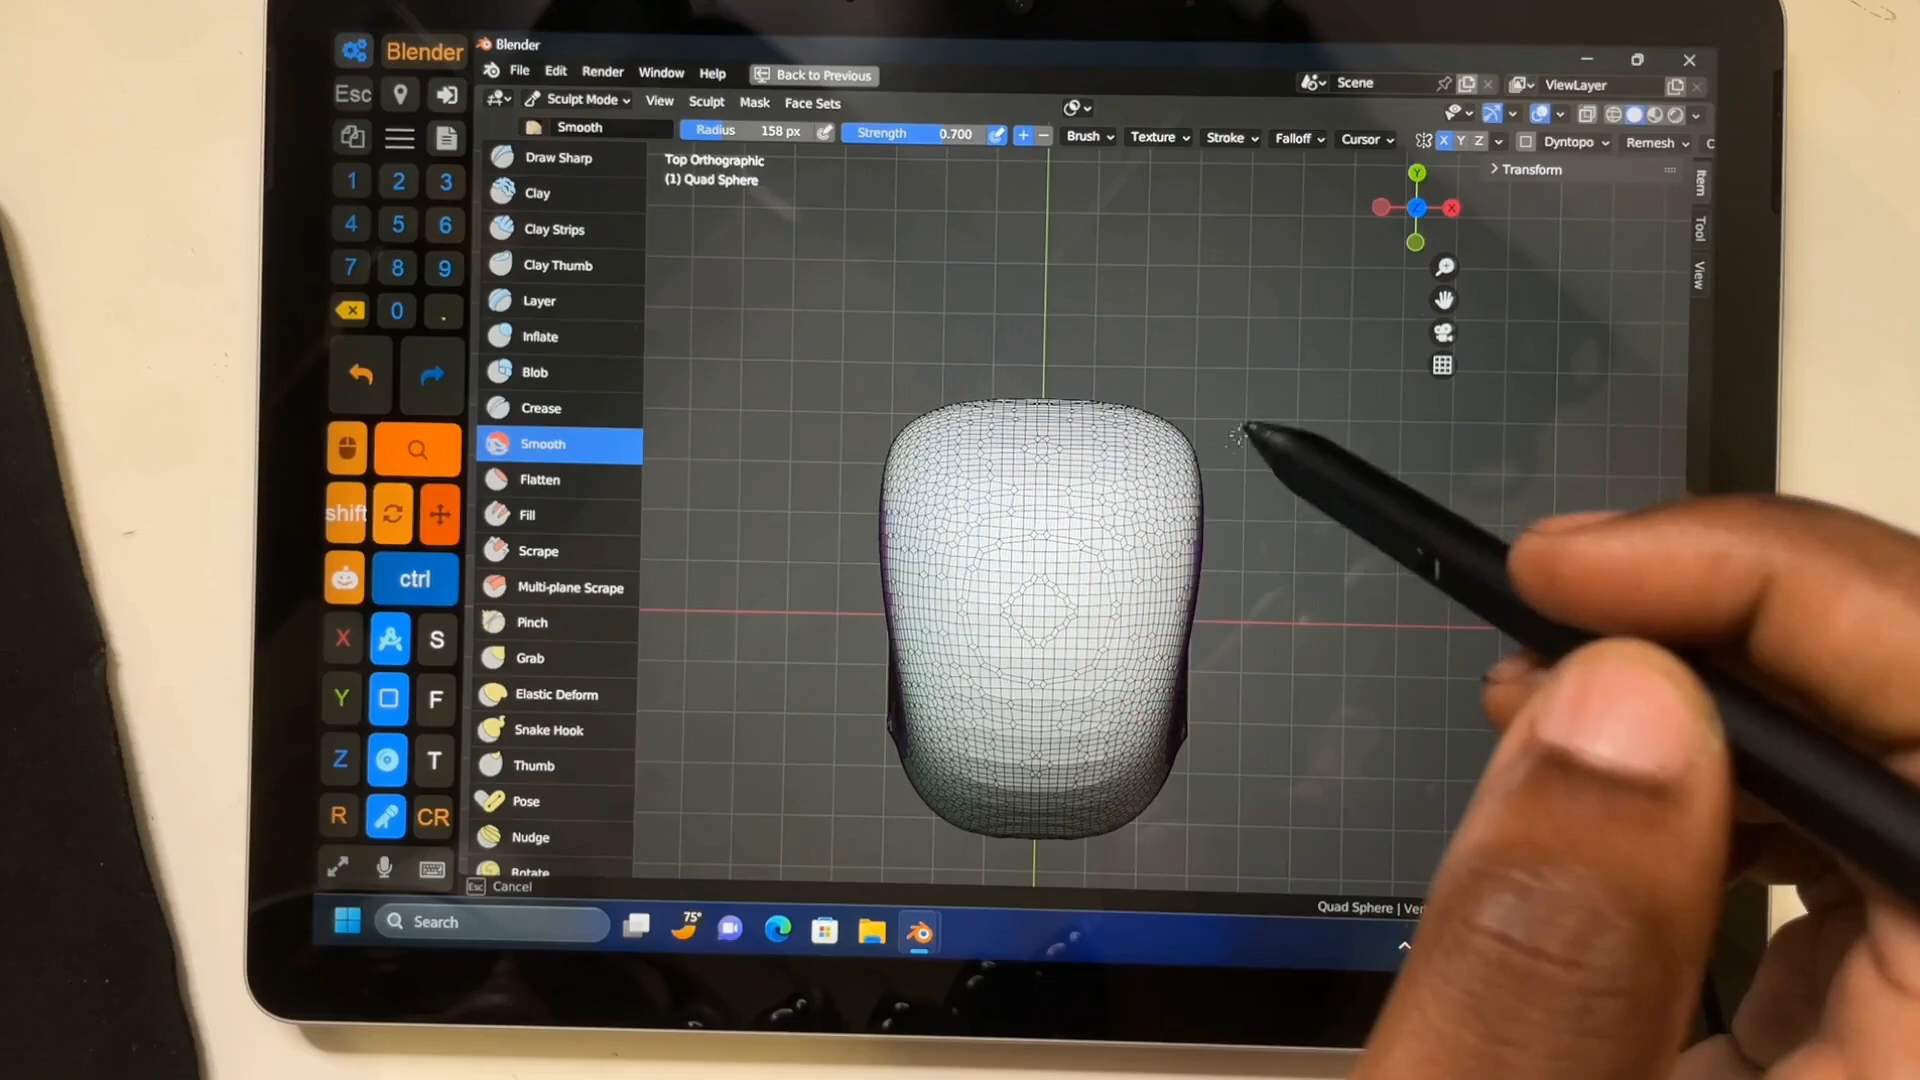 Blender
Blender
File Edit Render Window Help Back to Previous
Scene
ViewLayer
Esc
Sculpt Mode View Sculpt Mask Face Sets
Smooth
Radius 158 px
Strength 0.700
+ −
Brush Texture Stroke Falloff Cursor
X Y Z
Dyntopo Remesh
Top Orthographic
(1) Quad Sphere
Transform
Item
Tool
View
Y
X
Z
1 2 3
4 5 6
7 8 9
0 .
shift
ctrl
X S
Y F
Z T
R CR
Draw Sharp
Clay
Clay Strips
Clay Thumb
Layer
Inflate
Blob
Crease
Smooth
Flatten
Fill
Scrape
Multi-plane Scrape
Pinch
Grab
Elastic Deform
Snake Hook
Thumb
Pose
Nudge
Rotate
Esc Cancel
Quad Sphere | Ver
Search
75°